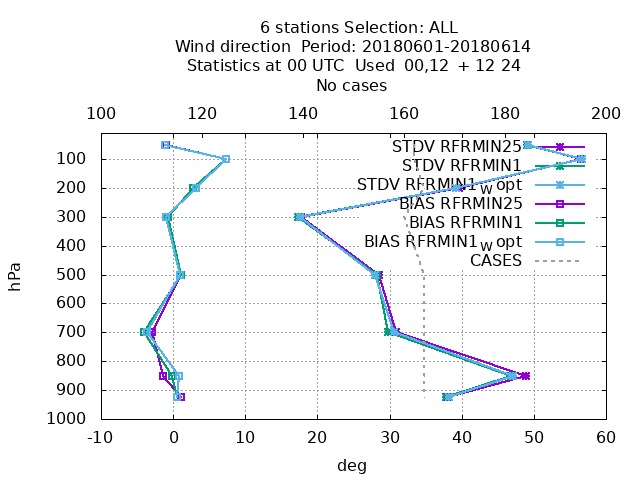 6 stations Selection: ALL
Wind direction  Period: 20180601-20180614
Statistics at 00 UTC  Used  00,12  + 12 24
No cases
100 120 140 160 180 200
STDV RFRMIN25
STDV RFRMIN1
STDV RFRMIN1w opt
BIAS RFRMIN25
BIAS RFRMIN1
BIAS RFRMIN1w opt
CASES
hPa
100
200
300
400
500
600
700
800
900
1000
-10 0 10 20 30 40 50 60
deg